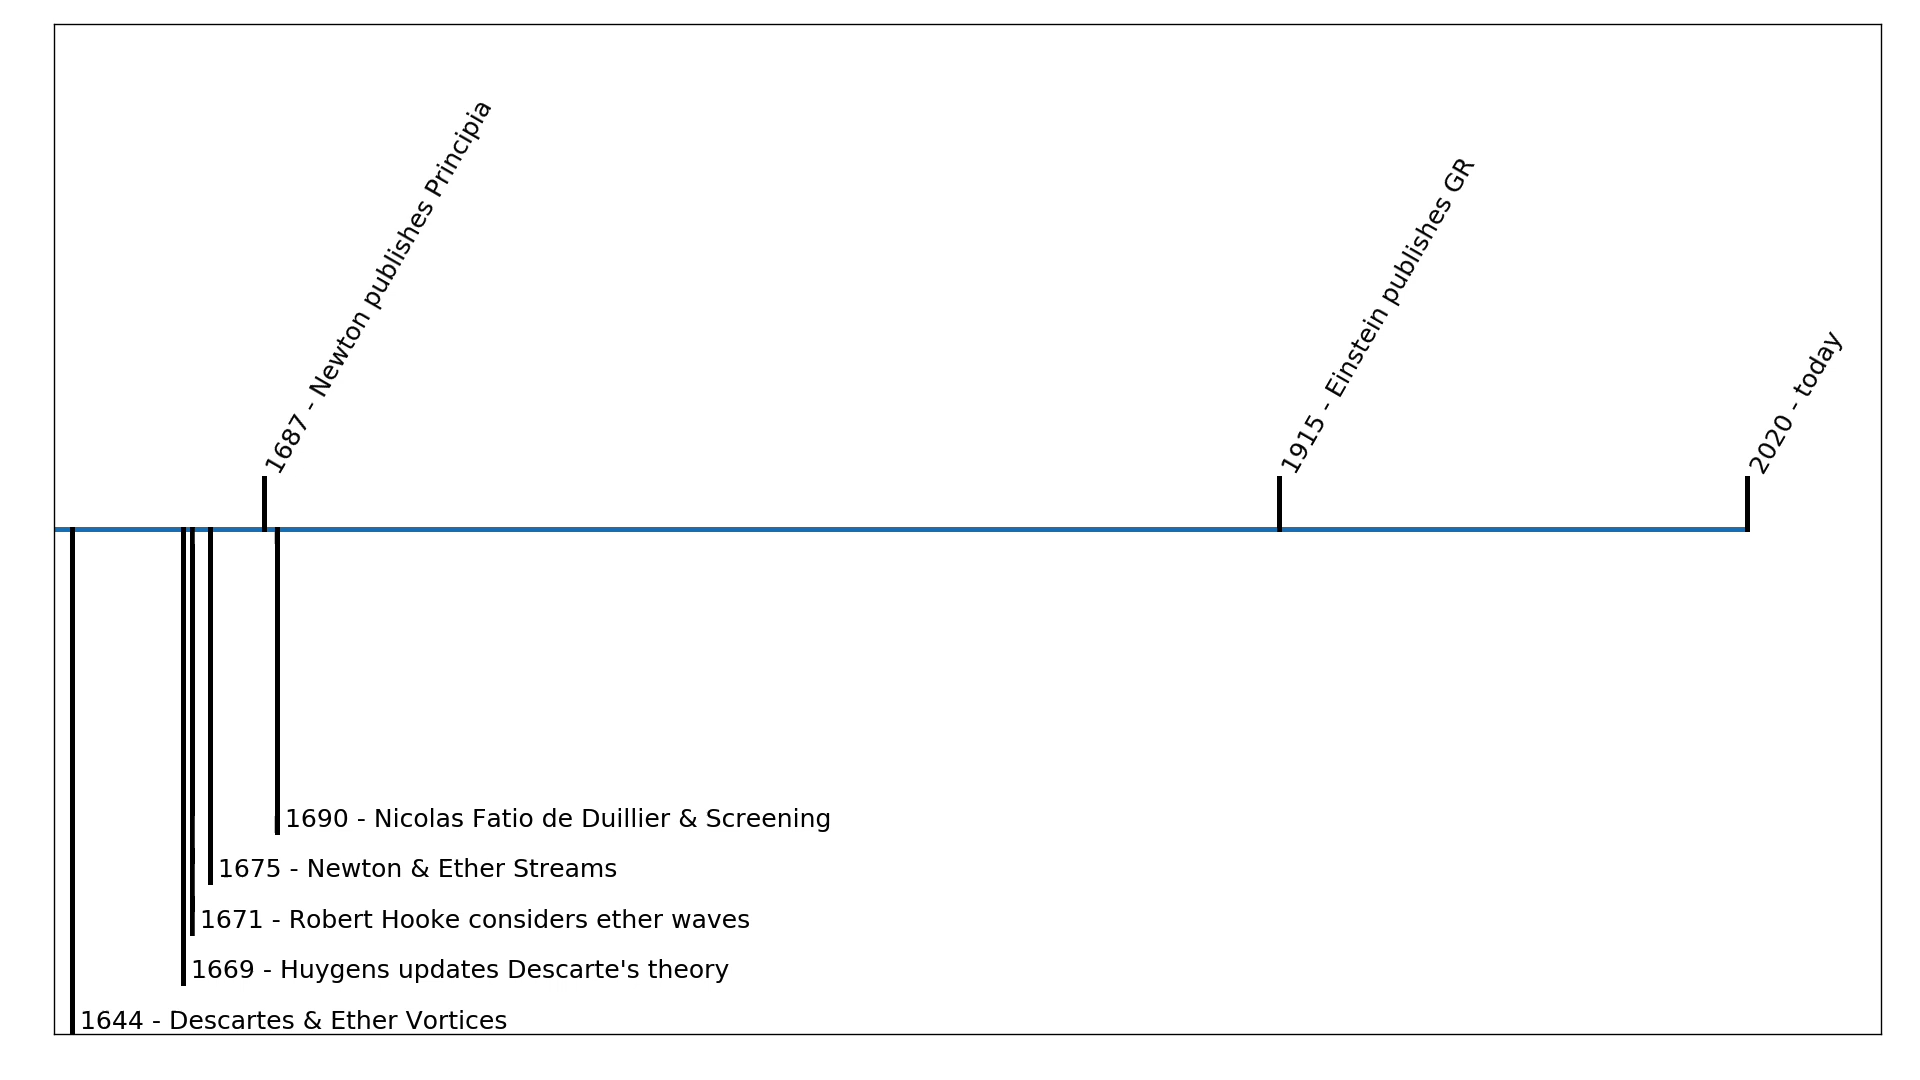 1687 - Newton publishes Principia
1915 - Einstein publishes GR
2020 - today
1690 - Nicolas Fatio de Duillier & Screening
1675 - Newton & Ether Streams
1671 - Robert Hooke considers ether waves
1669 - Huygens updates Descarte's theory
1644 - Descartes & Ether Vortices